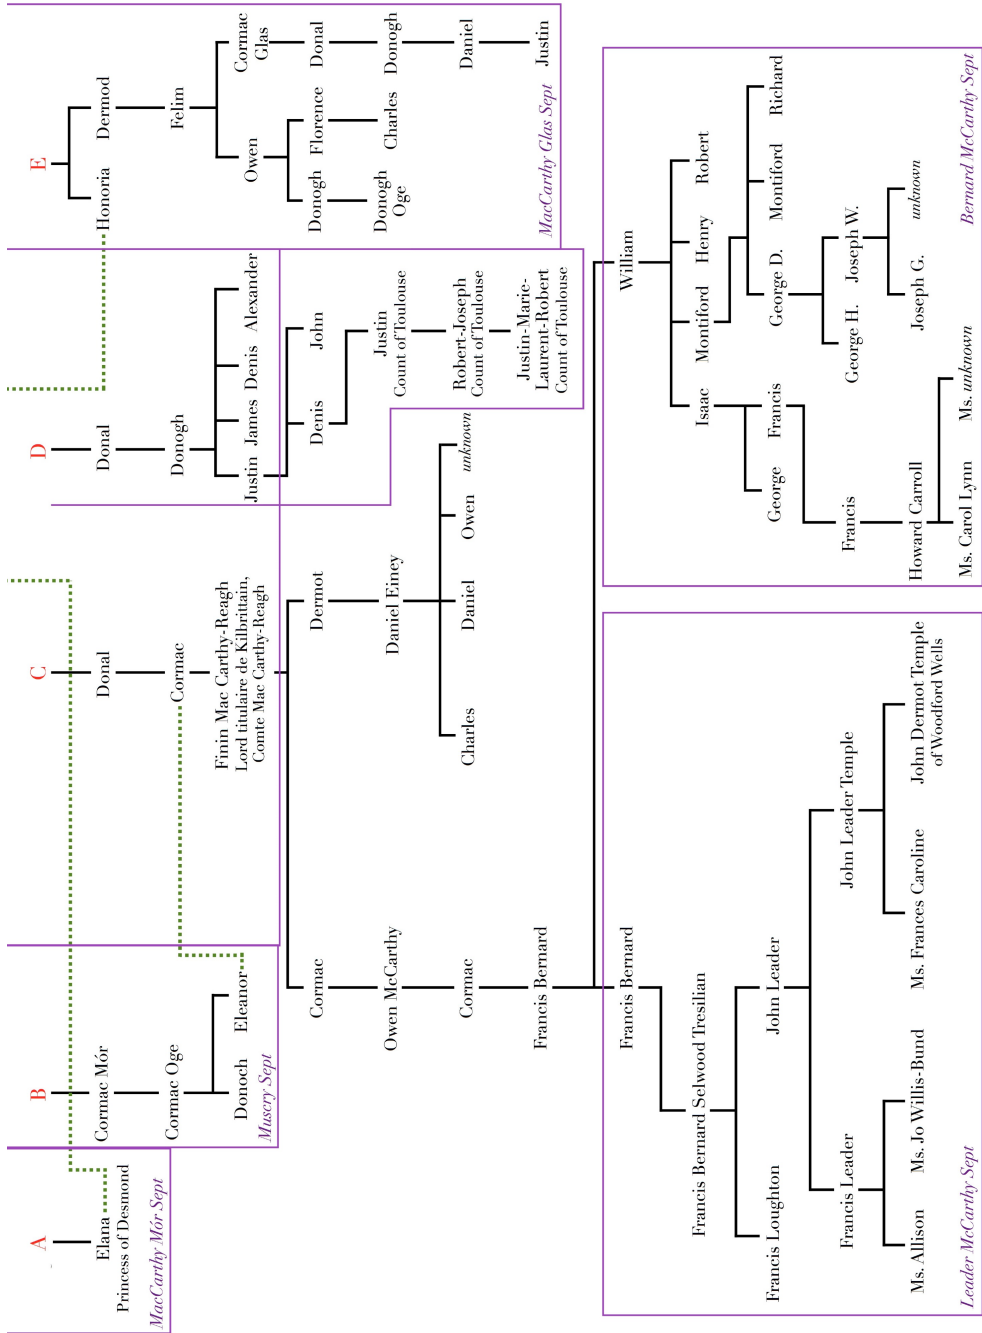 A
B
C
D
E
Elana
Princess of Desmond
MacCarthy Mór Sept
Cormac Mór
Cormac Oge
Donoch
Eleanor
Muscry Sept
Donal
Cormac
Finin Mac Carthy-Reagh
Lord titulaire de Kilbrittain,
Comte Mac Carthy-Reagh
Donal
Donogh
Justin
James
Denis
Alexander
Honoria
Dermod
Felim
Owen
Cormac
Glas
Donogh
Florence
Donal
Donogh
Oge
Charles
Donogh
Daniel
Justin
MacCarthy Glas Sept
Cormac
Dermot
Denis
John
Owen McCarthy
Daniel Einey
Justin
Count of Toulouse
Cormac
Charles
Daniel
Owen
unknown
Robert-Joseph
Count of Toulouse
Francis Bernard
Justin-Marie-
Laurent-Robert
Count of Toulouse
Francis Bernard
William
Francis Bernard Selwood Tresilian
Francis Loughton
John Leader
Francis Leader
John Leader Temple
Ms. Allison
Ms. Jo Willis-Bund
Ms. Frances Caroline
John Dermot Temple
of Woodford Wells
Leader McCarthy Sept
Isaac
Montiford
Henry
Robert
George
Francis
George D.
Montiford
Richard
Francis
George H.
Joseph W.
Howard Carroll
Joseph G.
unknown
Ms. Carol Lynn
Ms. unknown
Bernard McCarthy Sept